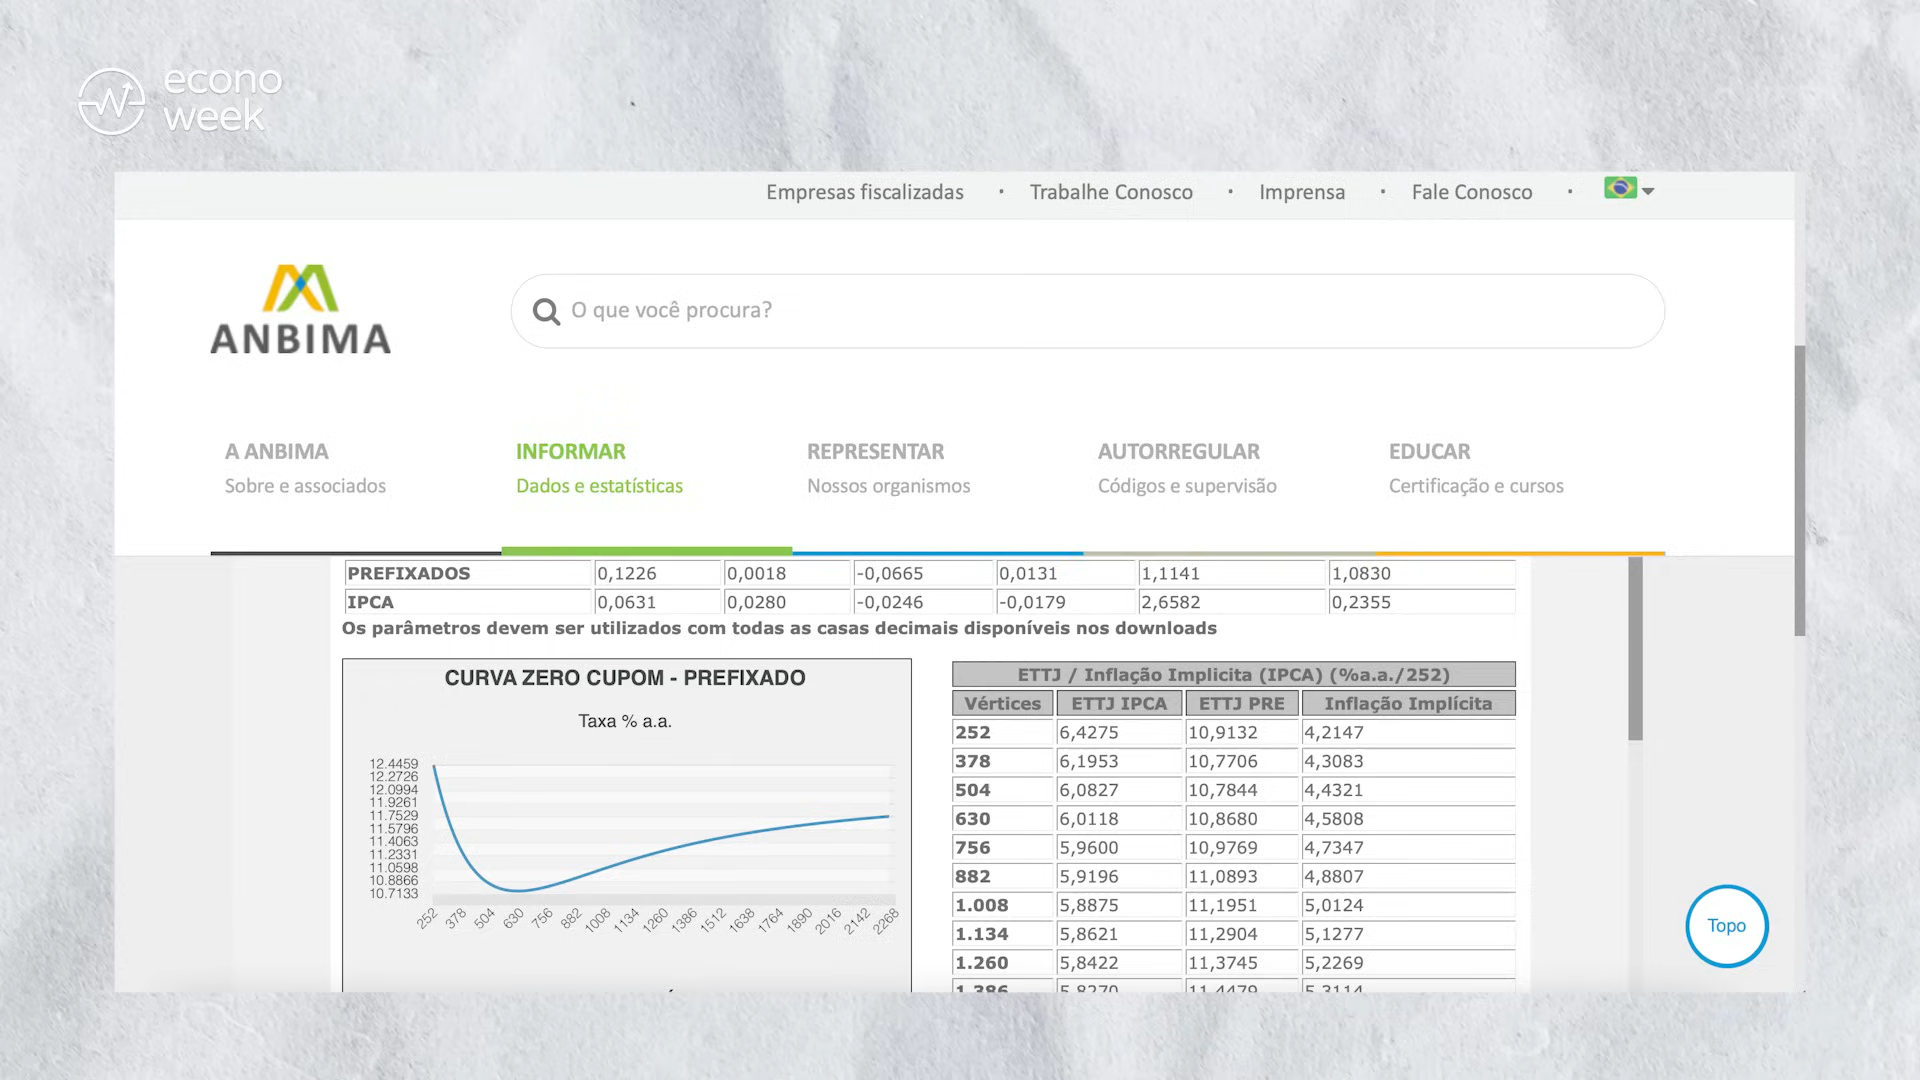 econo
week
Empresas fiscalizadas • Trabalhe Conosco • Imprensa • Fale Conosco •
ANBIMA
O que você procura?
A ANBIMA INFORMAR REPRESENTAR AUTORREGULAR EDUCAR
Sobre e associados Dados e estatísticas Nossos organismos Códigos e supervisão Certificação e cursos
PREFIXADOS 0,1226 0,0018 -0,0665 0,0131 1,1141 1,0830
IPCA 0,0631 0,0280 -0,0246 -0,0179 2,6582 0,2355
Os parâmetros devem ser utilizados com todas as casas decimais disponíveis nos downloads
CURVA ZERO CUPOM - PREFIXADO
Taxa % a.a.
12.4459
12.2726
12.0994
11.9261
11.7529
11.5796
11.4063
11.2331
11.0598
10.8866
10.7133
252 378 504 630 756 882 1008 1134 1260 1386 1512 1638 1764 1890 2016 2142 2268
ETTJ / Inflação Implicita (IPCA) (%a.a./252)
Vértices ETTJ IPCA ETTJ PRE Inflação Implícita
252 6,4275 10,9132 4,2147
378 6,1953 10,7706 4,3083
504 6,0827 10,7844 4,4321
630 6,0118 10,8680 4,5808
756 5,9600 10,9769 4,7347
882 5,9196 11,0893 4,8807
1.008 5,8875 11,1951 5,0124
1.134 5,8621 11,2904 5,1277
1.260 5,8422 11,3745 5,2269
1.386 5,8270 11,4479 5,3114
Topo